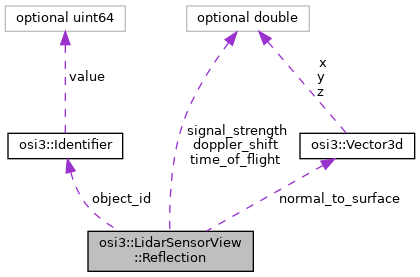 optional uint64
optional double
value
x
y
z
osi3::Identifier
signal_strength
doppler_shift
time_of_flight
osi3::Vector3d
object_id
normal_to_surface
osi3::LidarSensorView
::Reflection